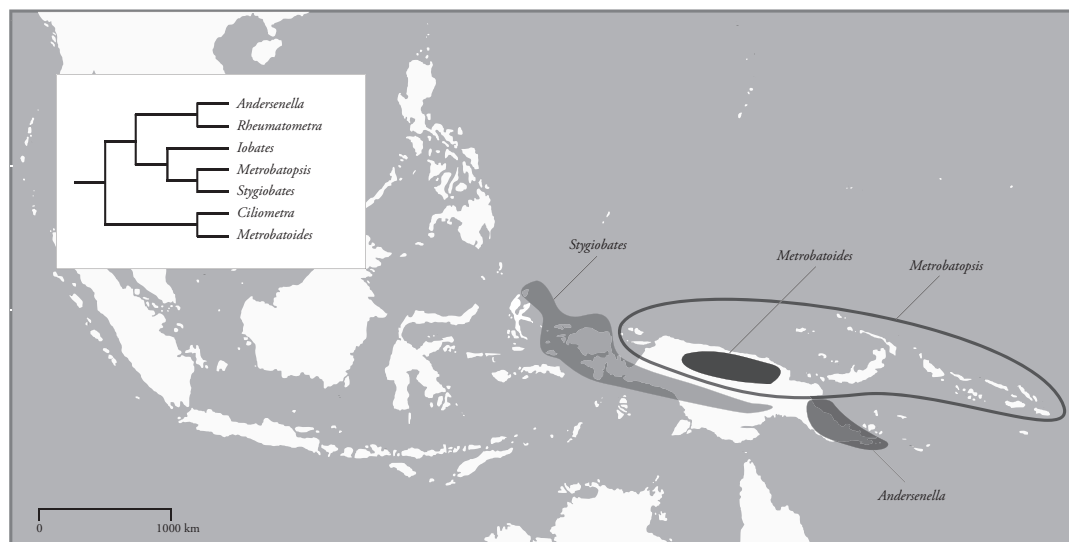 Andersenella
Rheumatometra
Iobates
Metrobatopsis
Stygiobates
Ciliometra
Metrobatoides
Stygiobates
Metrobatoides
Metrobatopsis
Andersenella
0 1000 km